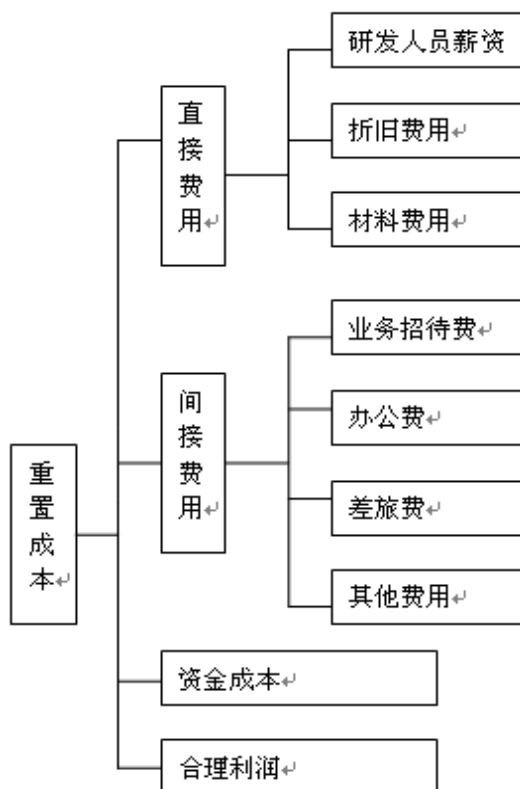 重置成本
直接费用
研发人员薪资
折旧费用
材料费用
间接费用
业务招待费
办公费
差旅费
其他费用
资金成本
合理利润